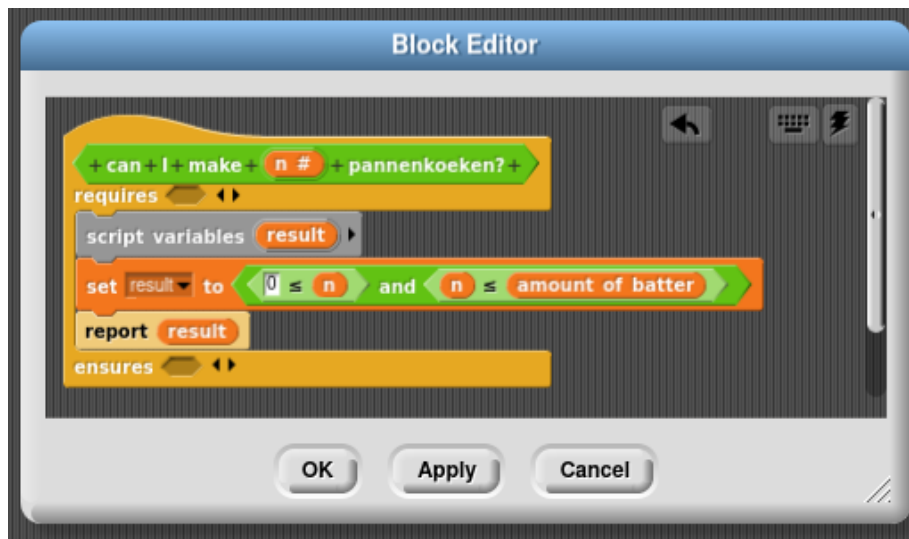 Block Editor
+ can + I + make + n # + pannenkoeken? +
requires
script variables result
set result to 0 ≤ n and n ≤ amount of batter
report result
ensures
OK Apply Cancel